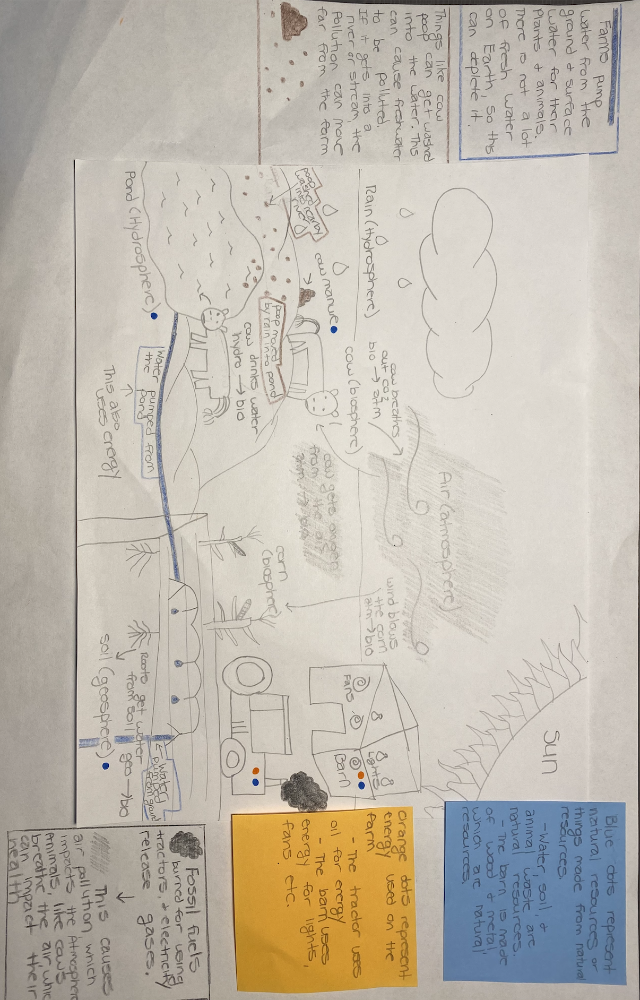 Farms pump
water from the
ground & surface
water for their
plants & animals.
There is not a lot
of fresh water
on Earth, so this
can deplete it.
Things like cow
poop can get washed
into the water. This
can cause freshwater
to be polluted.
If it gets into a
river or stream, the
pollution can move
far from the farm
Rain (Hydrosphere)
poop
washed
into nearby
river
cow manure
cow (biosphere)
cow breathes
out CO2
bio → atm
Air (atmosphere)
cow gets oxygen
from the air
atm → bio
wind blows
the corn
atm → bio
Sun
poop moved
by rain into pond
cow drinks water
hydro → bio
corn
(biosphere)
Fans
Lights
Barn
Pond (Hydrosphere)
Water pumped from
the pond
This also
uses energy
Roots get water
from soil geo → bio
soil (geosphere)
Water
pumped
from ground
Blue dots represent
natural resources or
things made from natural
resources.
- Water, soil, &
animal waste are
natural resources.
- The barn is made
of wood & metal,
which are natural
resources.
Orange dots represent
energy used on the
farm
- The tractor uses
oil for energy
- The barn uses
energy for lights,
fans etc.
Fossil fuels
burned for using
tractors, & electricity
release gases.
This causes
air pollution, which
impacts the Atmosphere
Animals, like cows
breathe the air, whic
can impact their
health